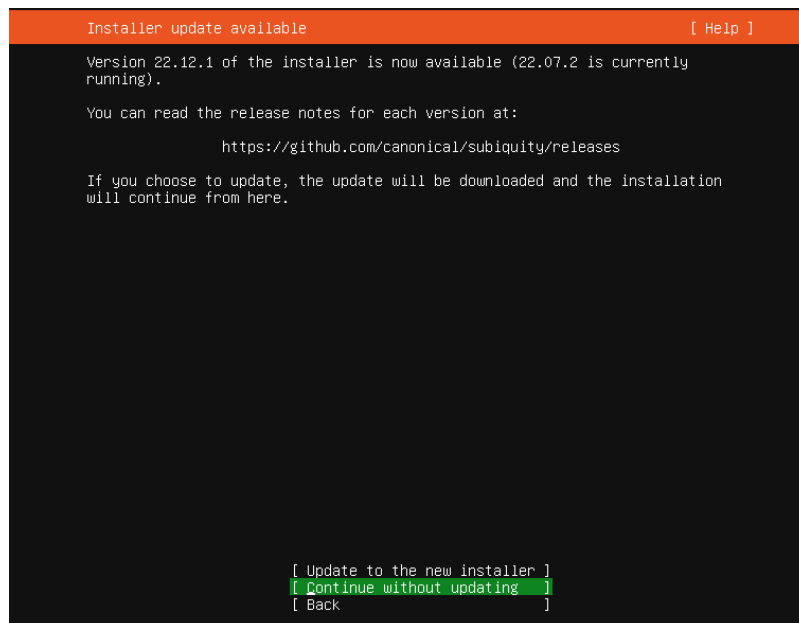 Installer update available [ Help ]
Version 22.12.1 of the installer is now available (22.07.2 is currently
running).
You can read the release notes for each version at:
https://github.com/canonical/subiquity/releases
If you choose to update, the update will be downloaded and the installation
will continue from here.
[ Update to the new installer ]
[ Continue without updating ]
[ Back ]